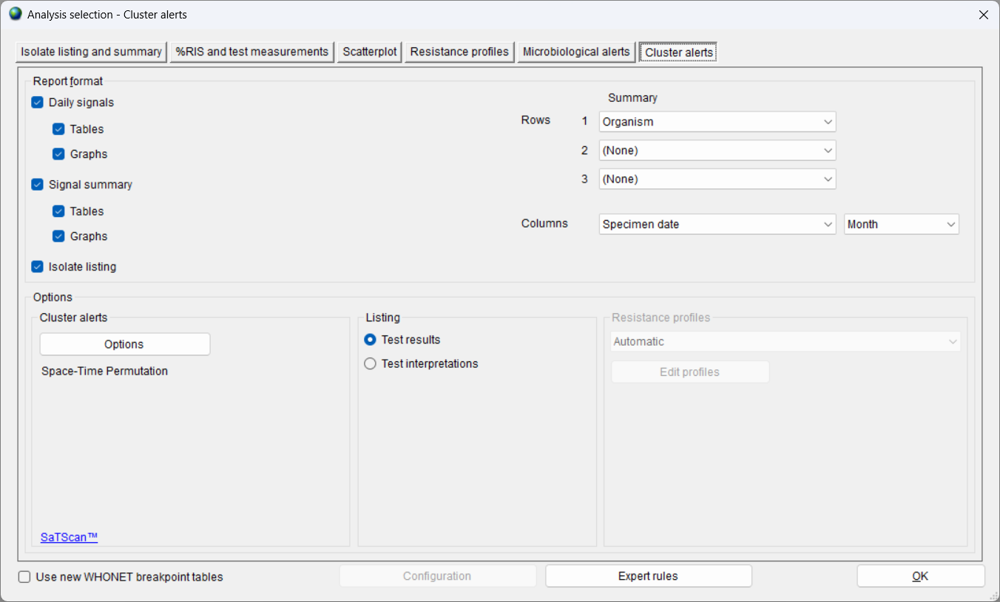 Analysis selection - Cluster alerts
Isolate listing and summary
%RIS and test measurements
Scatterplot
Resistance profiles
Microbiological alerts
Cluster alerts
Report format
Daily signals
Tables
Graphs
Signal summary
Tables
Graphs
Isolate listing
Summary
Rows
1 Organism
2 (None)
3 (None)
Columns
Specimen date
Month
Options
Cluster alerts
Options
Space-Time Permutation
SaTScan™
Listing
Test results
Test interpretations
Resistance profiles
Automatic
Edit profiles
Use new WHONET breakpoint tables
Configuration
Expert rules
OK